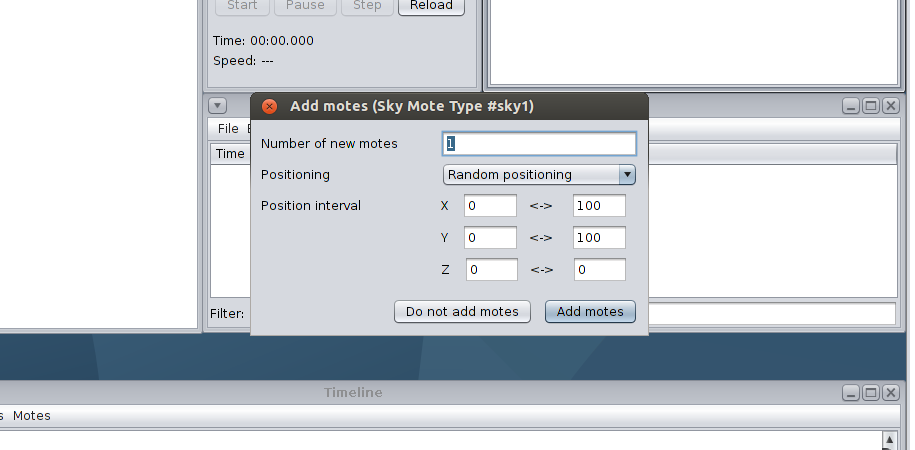 Start Pause Step Reload
Time: 00:00.000
Speed: ---
Add motes (Sky Mote Type #sky1)
File E
Number of new motes 1
Time
Positioning Random positioning
Position interval X 0 <-> 100
Y 0 <-> 100
Z 0 <-> 0
Filter: Do not add motes Add motes
Timeline
s Motes